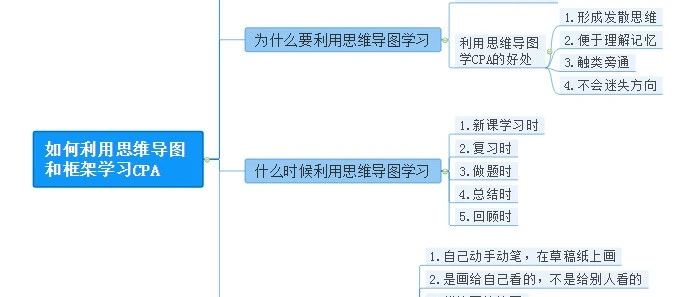 为什么要利用思维导图学习
利用思维导图
学CPA的好处
1.形成发散思维
2.便于理解记忆
3.触类旁通
4.不会迷失方向
如何利用思维导图
和框架学习CPA
什么时候利用思维导图学习
1.新课学习时
2.复习时
3.做题时
4.总结时
5.回顾时
1.自己动手动笔，在草稿纸上画
2.是画给自己看的，不是给别人看的